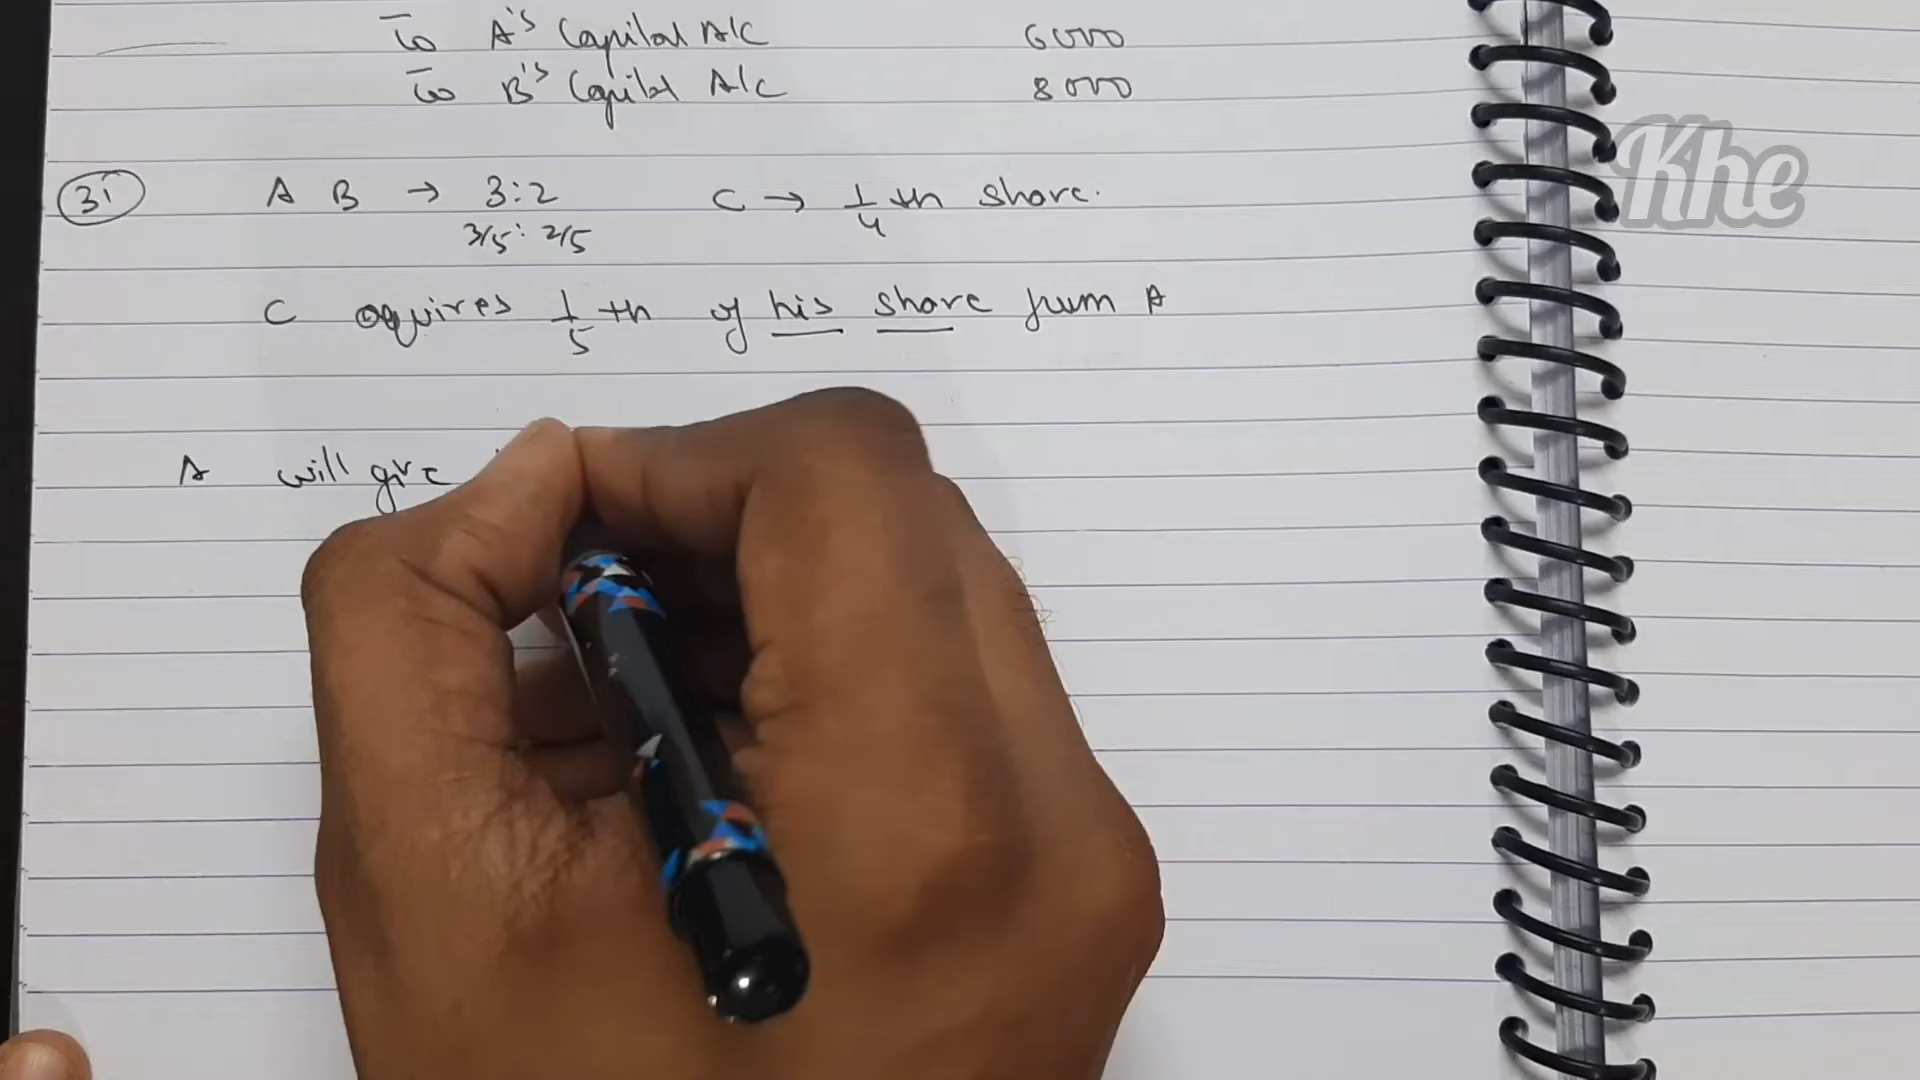 To A's Capital A/C 6000
To B's Capital A/C 8000
31 A B → 3:2 C → 1/4 th share.
3/5 : 2/5
C aquires 1/5 th of his share from A
A will give
Khe